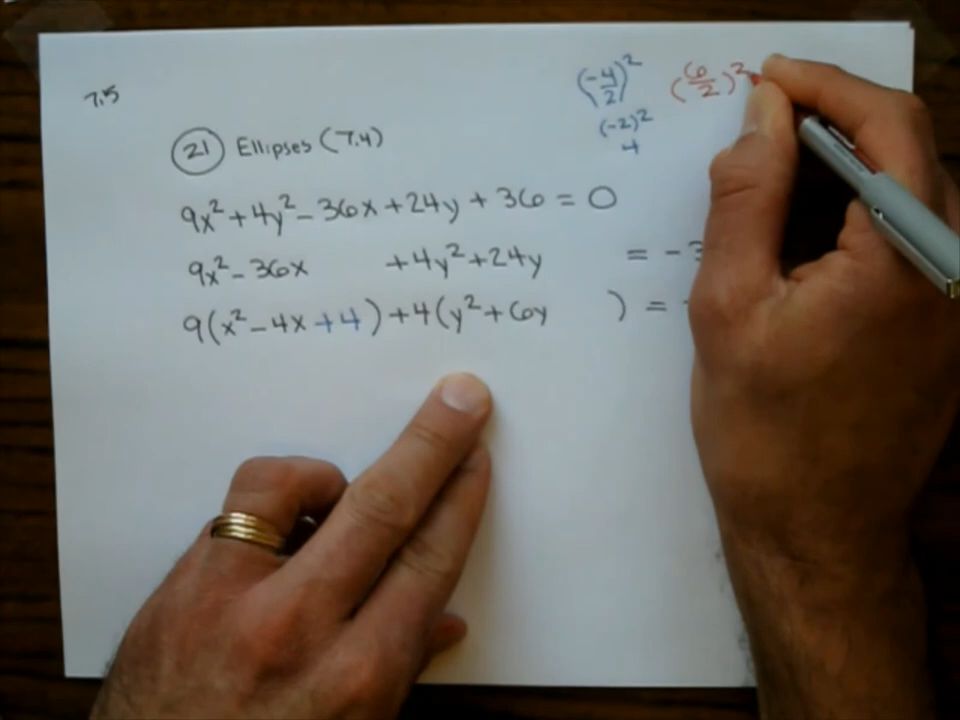 7.5
(-4/2)² (6/2)²
(-2)²
4
21 Ellipses (7.4)
9x² + 4y² - 36x + 24y + 36 = 0
9x² - 36x + 4y² + 24y = -3
9(x² - 4x + 4) + 4(y² + 6y ) =